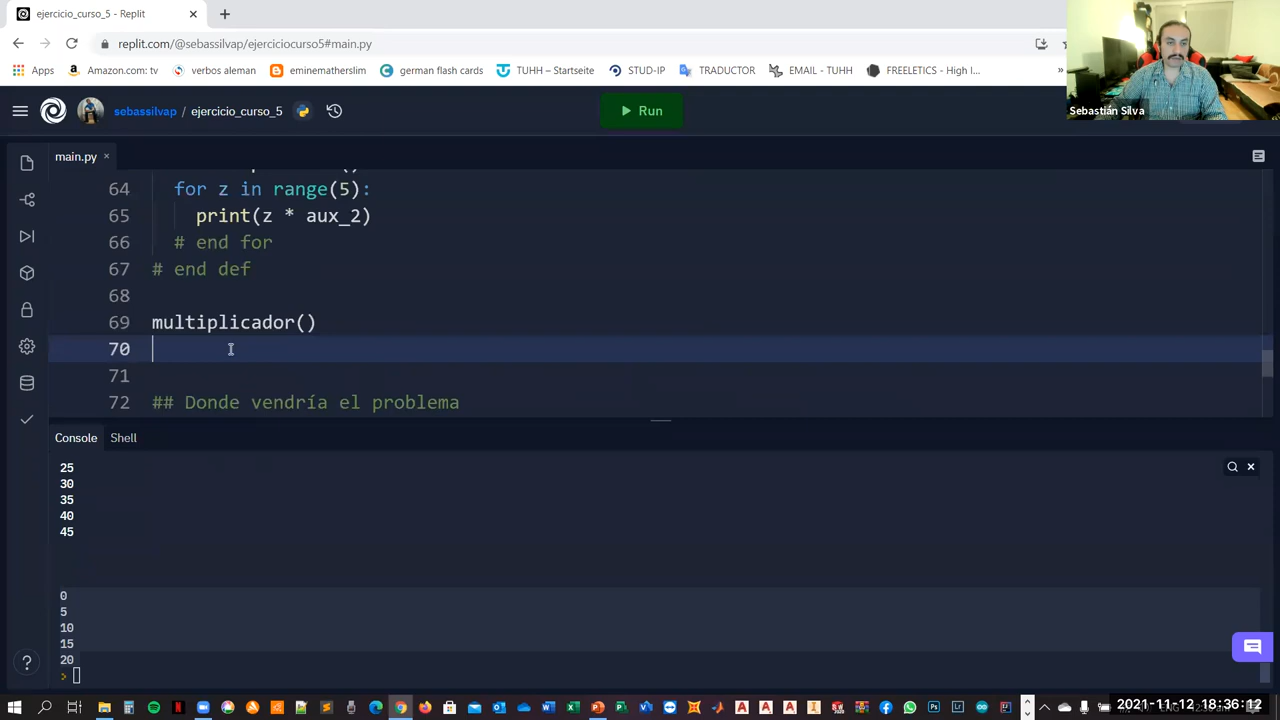 ejercicio_curso_5 - Replit
replit.com/@sebassilvap/ejerciciocurso5#main.py
Apps
Amazon.com: tv
verbos aleman
eminematherslim
german flash cards
TUHH – Startseite
STUD-IP
TRADUCTOR
EMAIL - TUHH
»
Sebastián Silva
sebassilvap / ejercicio_curso_5
Run
main.py
64 for z in range(5):
65 print(z * aux_2)
66 # end for
67 # end def
68
69 multiplicador()
70
71
72 ## Donde vendría el problema
Console
Shell
25
30
35
40
45
0
5
10
15
20
>
2021-11-12 18:36:12